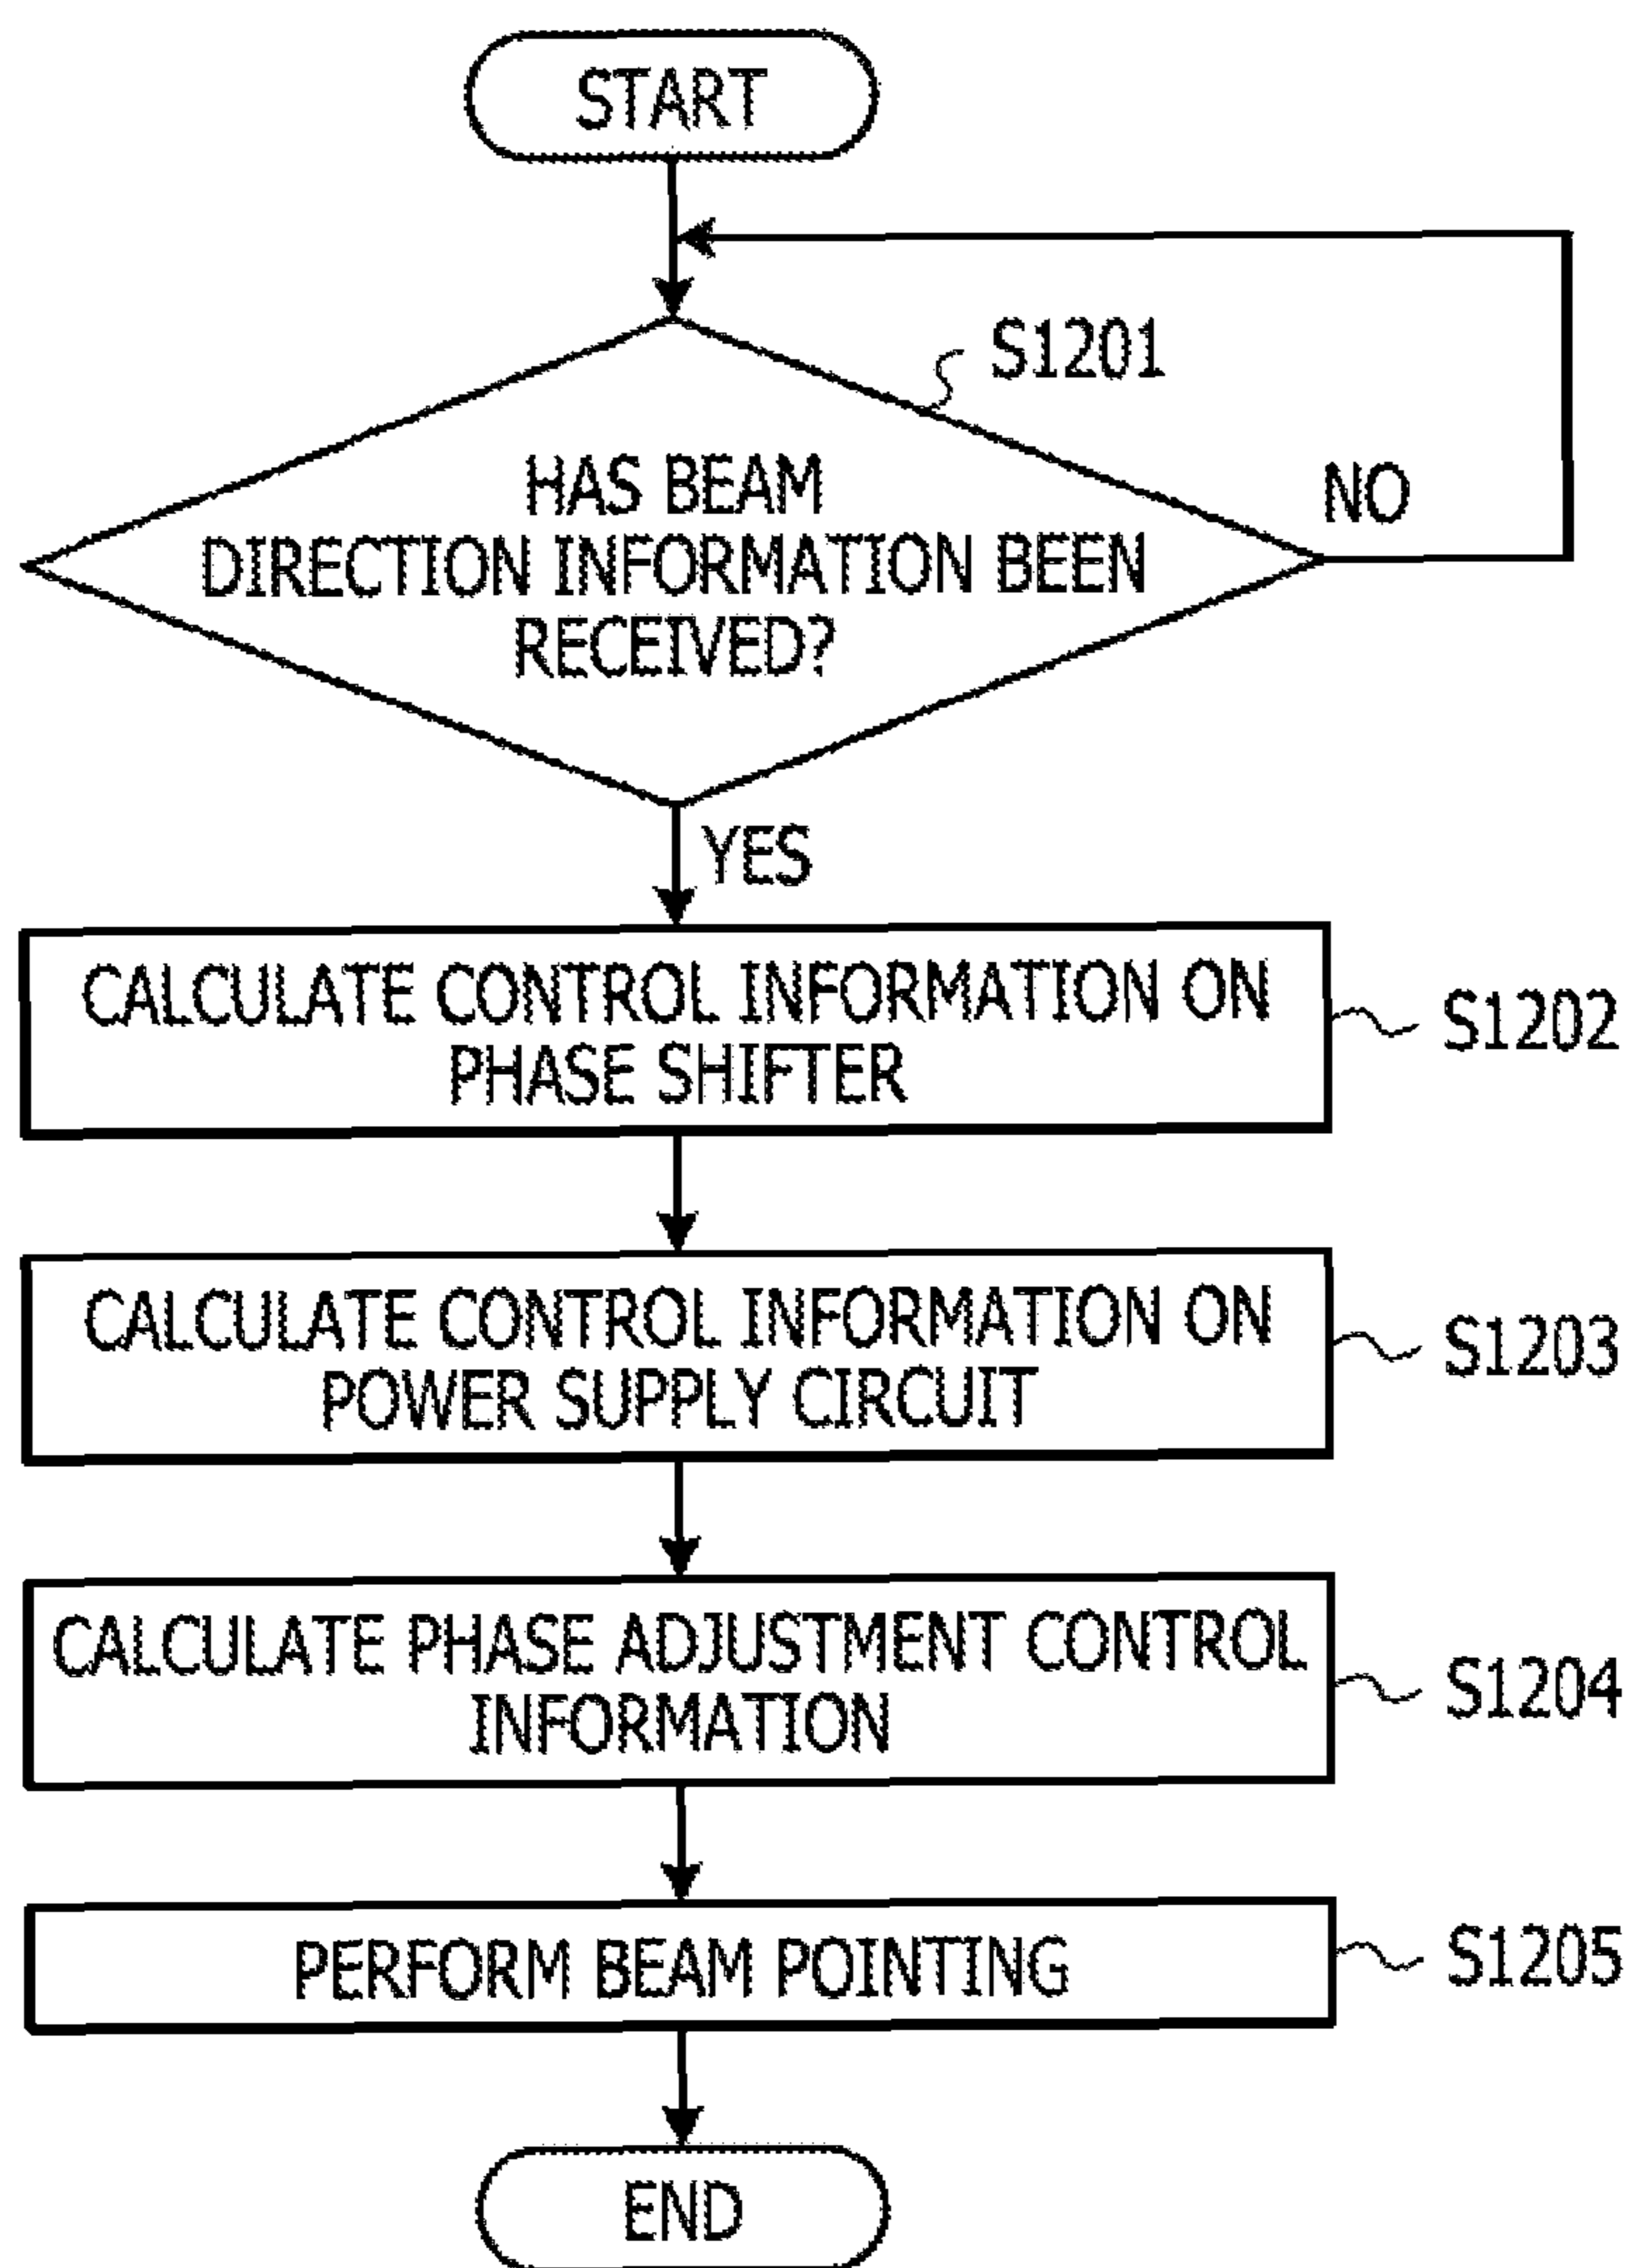 START
S1201
HAS BEAM
DIRECTION INFORMATION BEEN
RECEIVED?
NO
YES
CALCULATE CONTROL INFORMATION ON
PHASE SHIFTER
S1202
CALCULATE CONTROL INFORMATION ON
POWER SUPPLY CIRCUIT
S1203
CALCULATE PHASE ADJUSTMENT CONTROL
INFORMATION
S1204
PERFORM BEAM POINTING
S1205
END